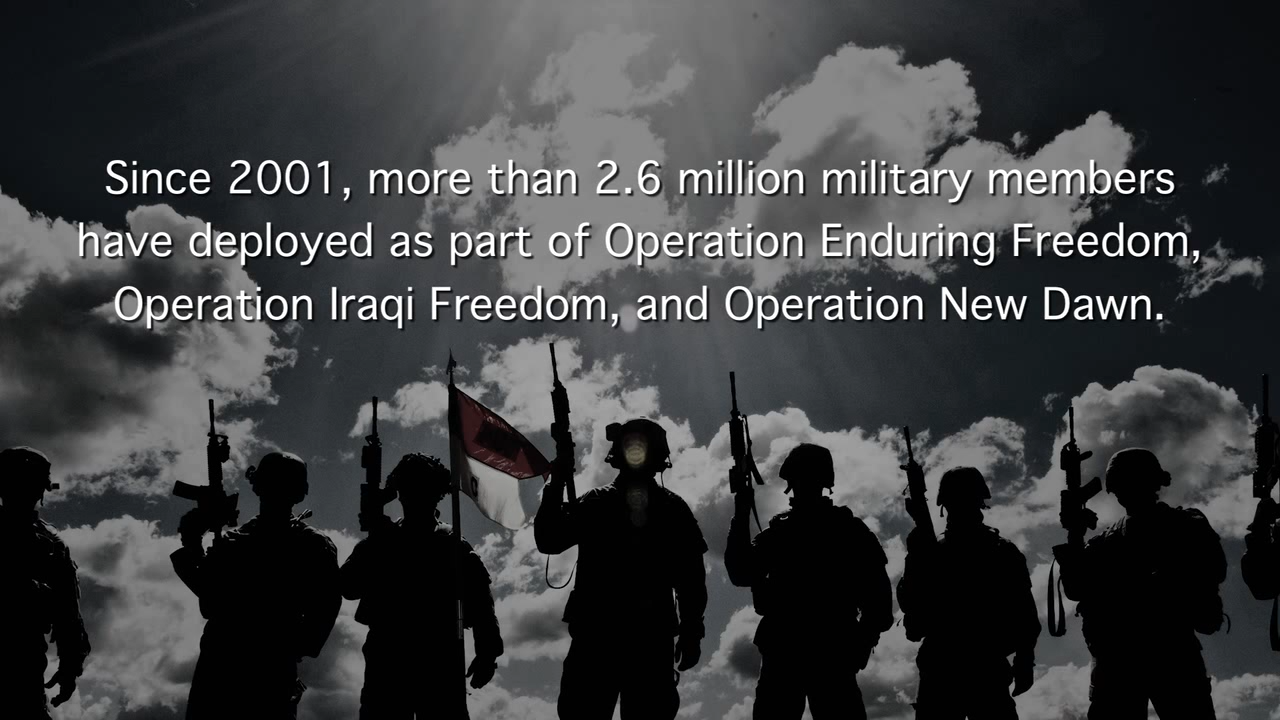 Since 2001, more than 2.6 million military members
have deployed as part of Operation Enduring Freedom,
Operation Iraqi Freedom, and Operation New Dawn.